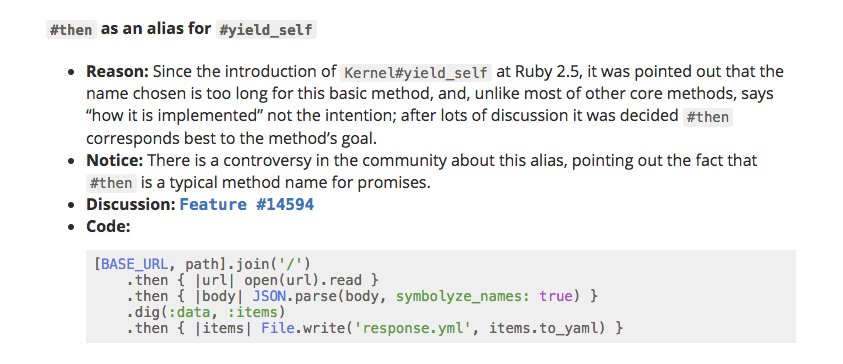 #then as an alias for #yield_self
• Reason: Since the introduction of Kernel#yield_self at Ruby 2.5, it was pointed out that the
name chosen is too long for this basic method, and, unlike most of other core methods, says
“how it is implemented” not the intention; after lots of discussion it was decided #then
corresponds best to the method’s goal.
• Notice: There is a controversy in the community about this alias, pointing out the fact that
#then is a typical method name for promises.
• Discussion: Feature #14594
• Code:
[BASE_URL, path].join('/')
    .then { |url| open(url).read }
    .then { |body| JSON.parse(body, symbolyze_names: true) }
    .dig(:data, :items)
    .then { |items| File.write('response.yml', items.to_yaml) }